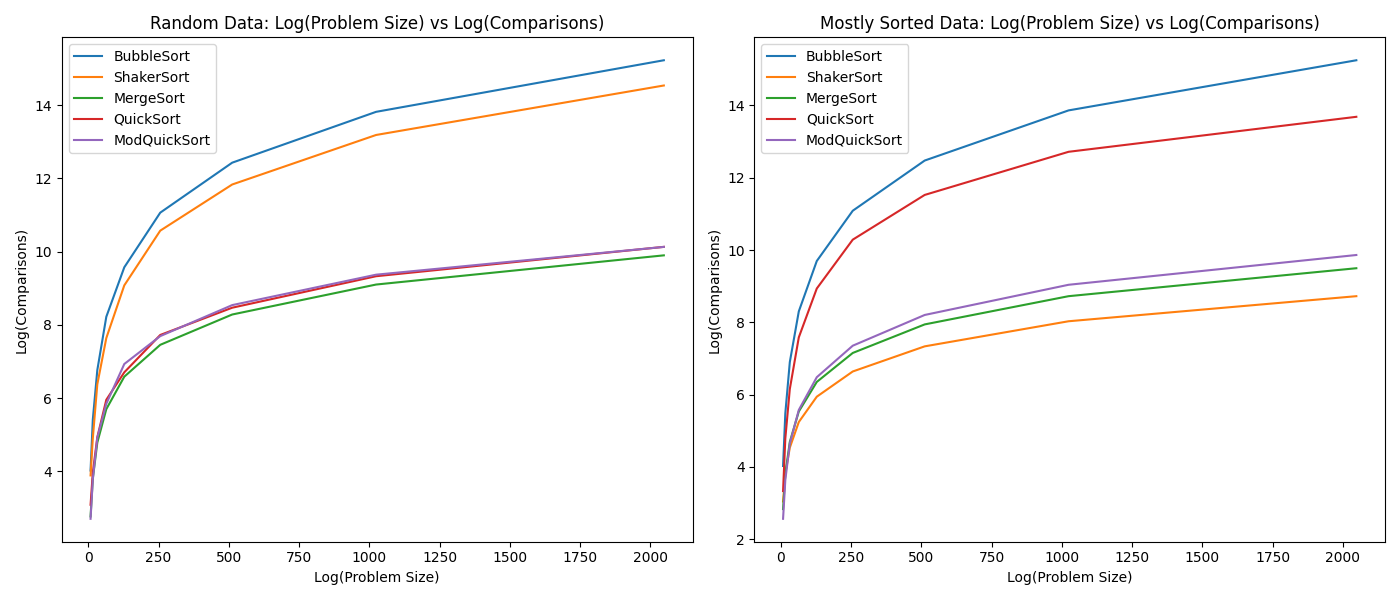 Random Data: Log(Problem Size) vs Log(Comparisons)
BubbleSort
ShakerSort
MergeSort
QuickSort
ModQuickSort
Log(Comparisons)
14
12
10
8
6
4
0
250
500
750
1000
1250
1500
1750
2000
Log(Problem Size)
Mostly Sorted Data: Log(Problem Size) vs Log(Comparisons)
BubbleSort
ShakerSort
MergeSort
QuickSort
ModQuickSort
Log(Comparisons)
14
12
10
8
6
4
2
0
250
500
750
1000
1250
1500
1750
2000
Log(Problem Size)